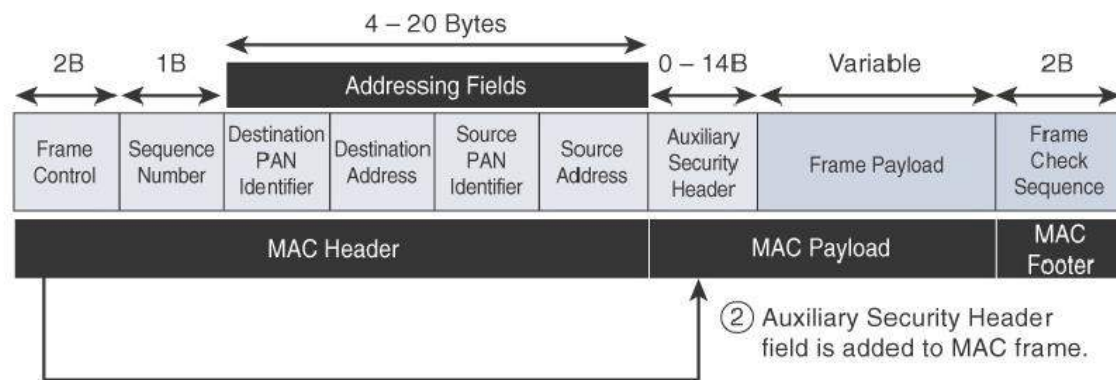 4 – 20 Bytes
2B
1B
Addressing Fields
0 – 14B
Variable
2B
Frame
Control
Sequence
Number
Destination
PAN
Identifier
Destination
Address
Source
PAN
Identifier
Source
Address
Auxiliary
Security
Header
Frame Payload
Frame
Check
Sequence
MAC Header
MAC Payload
MAC
Footer
② Auxiliary Security Header
field is added to MAC frame.